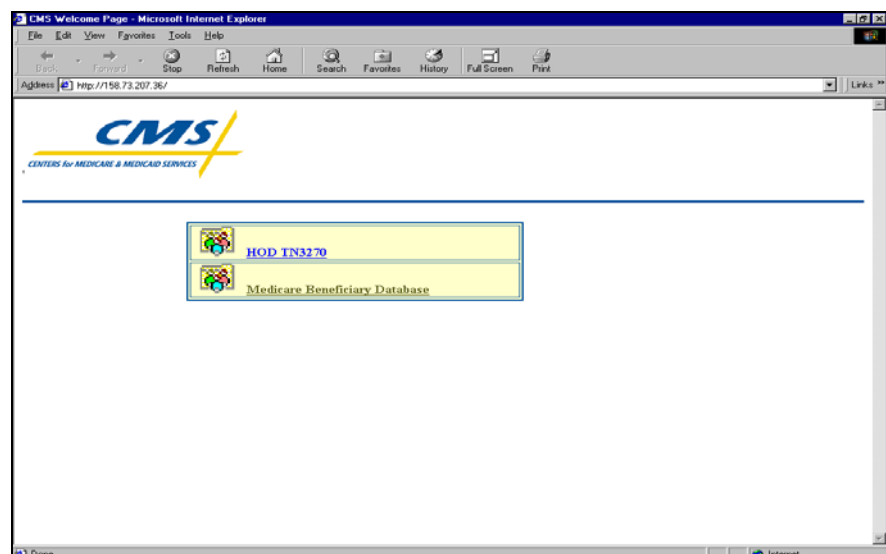 CMS Welcome Page - Microsoft Internet Explorer
File Edit View Favorites Tools Help
Back Forward Stop Refresh Home Search Favorites History Full Screen Print
Address http://158.73.207.36/ Links »
CMS
CENTERS for MEDICARE & MEDICAID SERVICES
HOD TN3270
Medicare Beneficiary Database
Done Internet